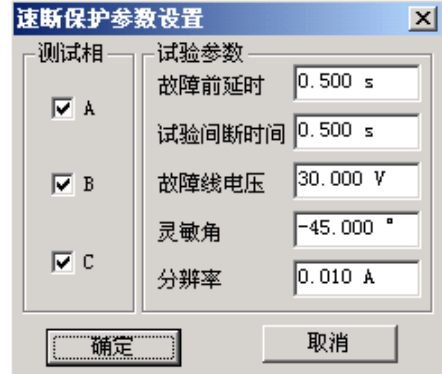 速断保护参数设置
测试相
A
B
C
试验参数
故障前延时 0.500 s
试验间断时间 0.500 s
故障线电压 30.000 V
灵敏角 -45.000 °
分辨率 0.010 A
确定 取消